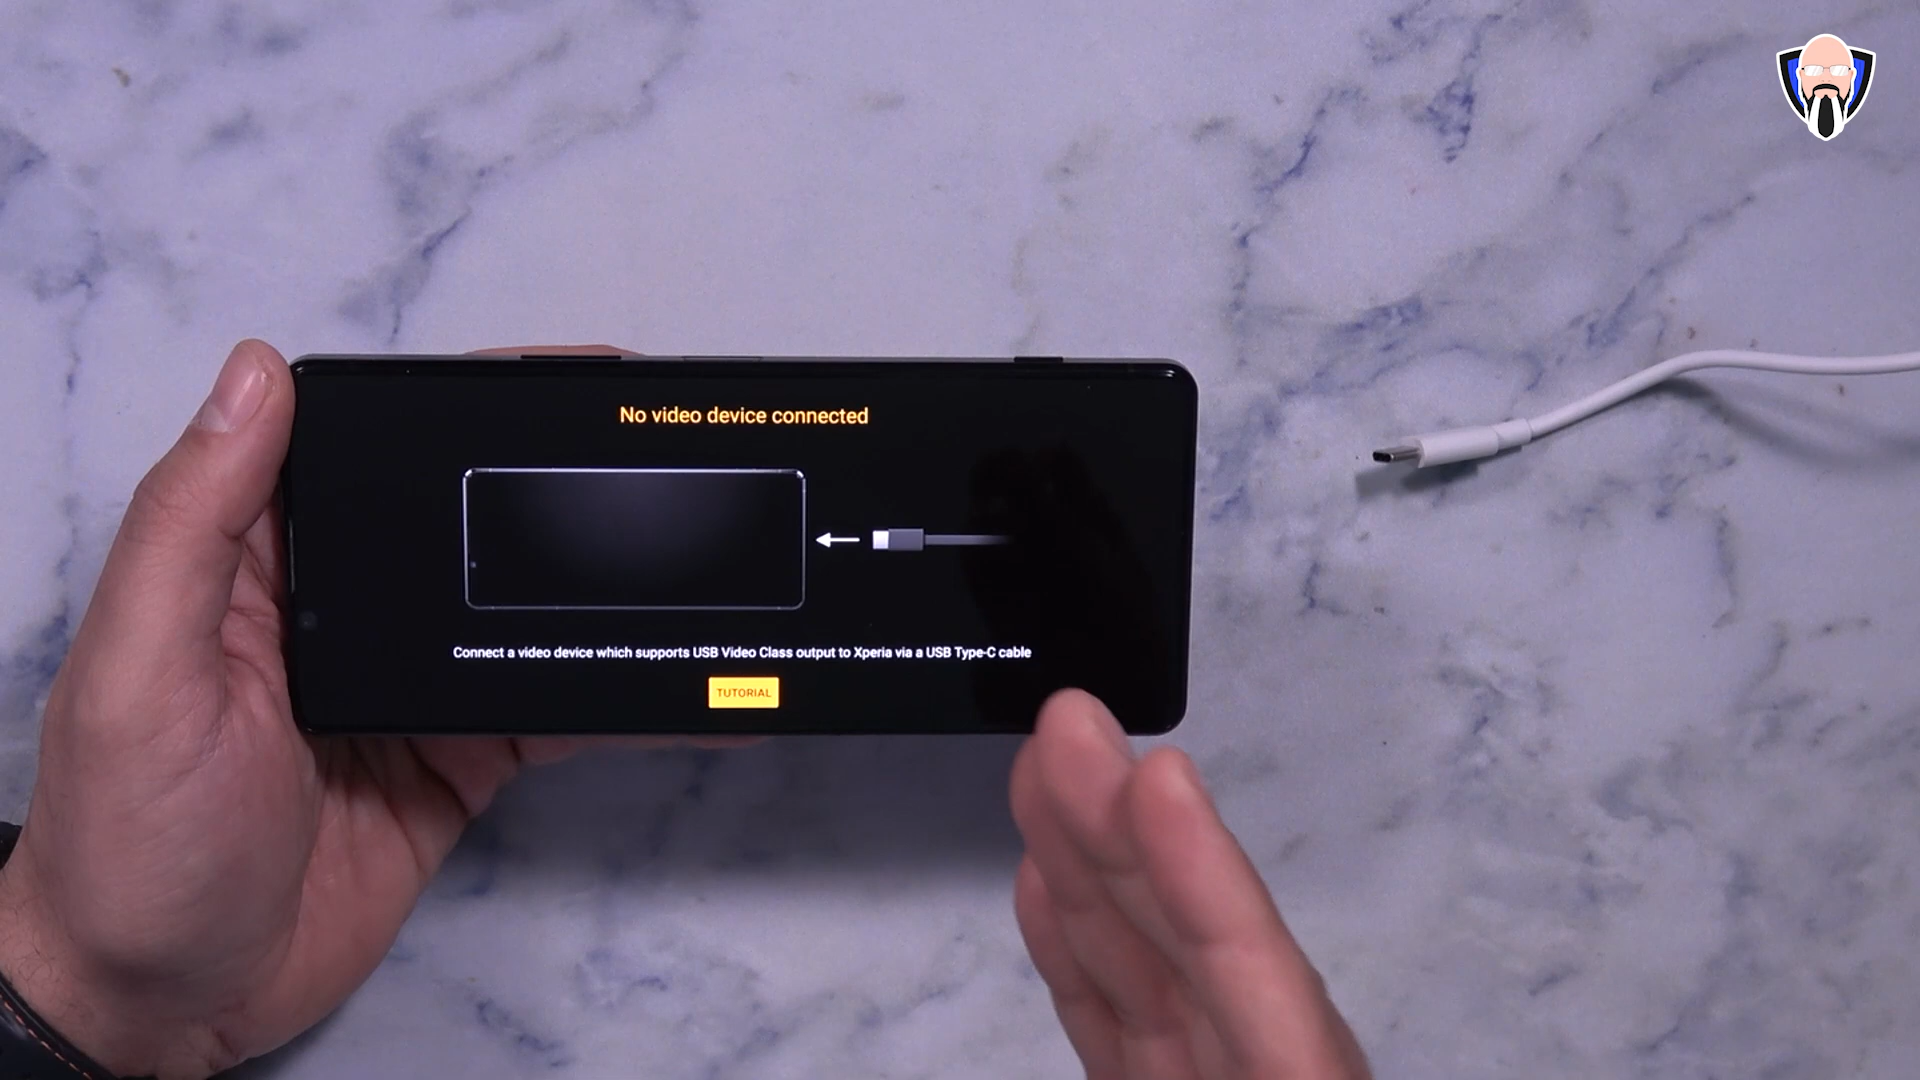 No video device connected
Connect a video device which supports USB Video Class output to Xperia via a USB Type-C cable
TUTORIAL